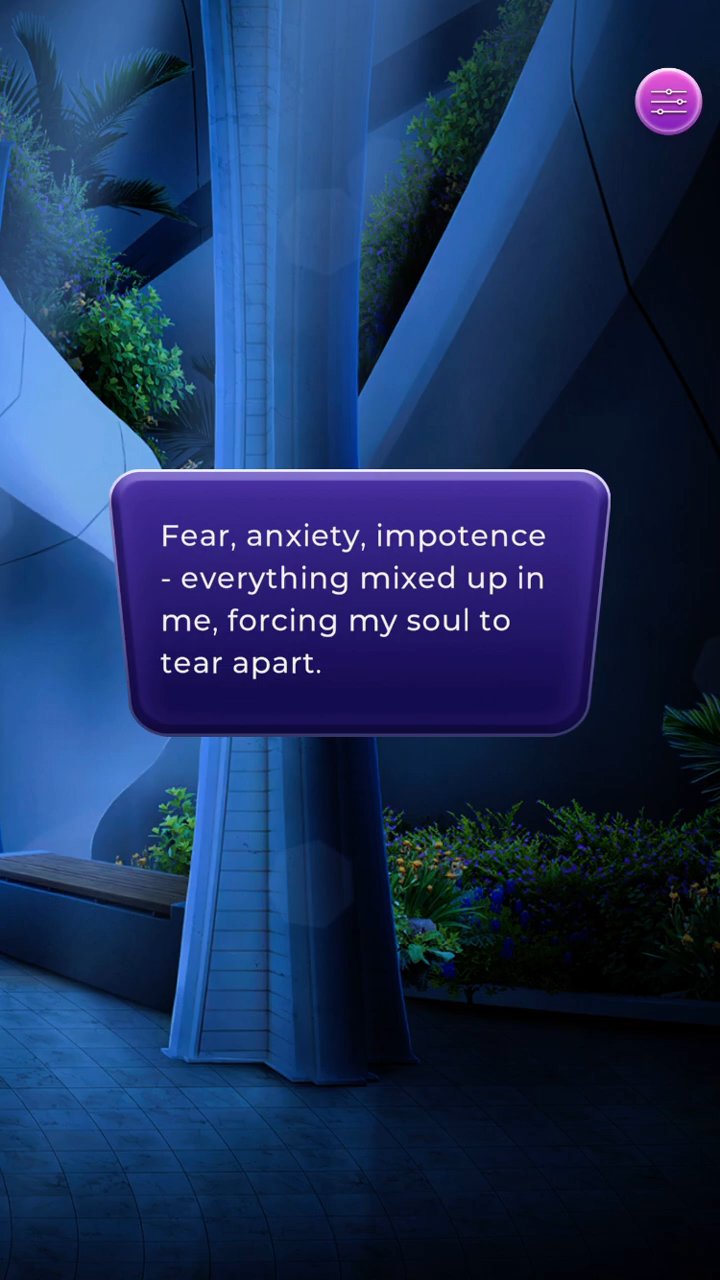 Fear, anxiety, impotence
- everything mixed up in
me, forcing my soul to
tear apart.